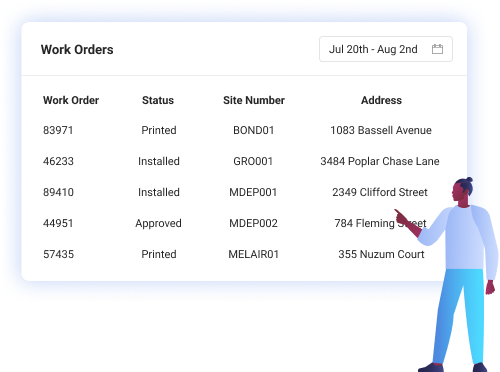 Work Orders
Jul 20th - Aug 2nd
Work Order Status Site Number Address
83971 Printed BOND01 1083 Bassell Avenue
46233 Installed GRO001 3484 Poplar Chase Lane
89410 Installed MDEP001 2349 Clifford Street
44951 Approved MDEP002 784 Fleming Street
57435 Printed MELAIR01 355 Nuzum Court